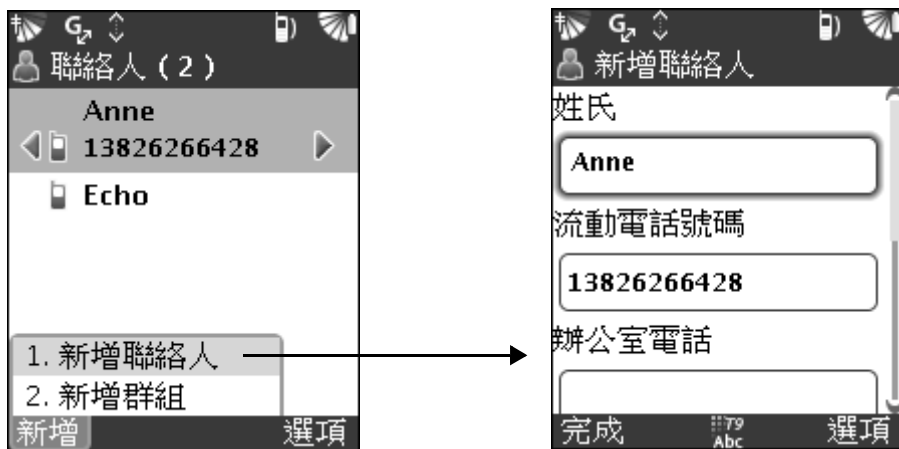 聯絡人 ( 2 )
Anne
13826266428
Echo
1. 新增聯絡人
2. 新增群組
新增
選項
新增聯絡人
姓氏
Anne
流動電話號碼
13826266428
辦公室電話
完成
T9
Abc
選項